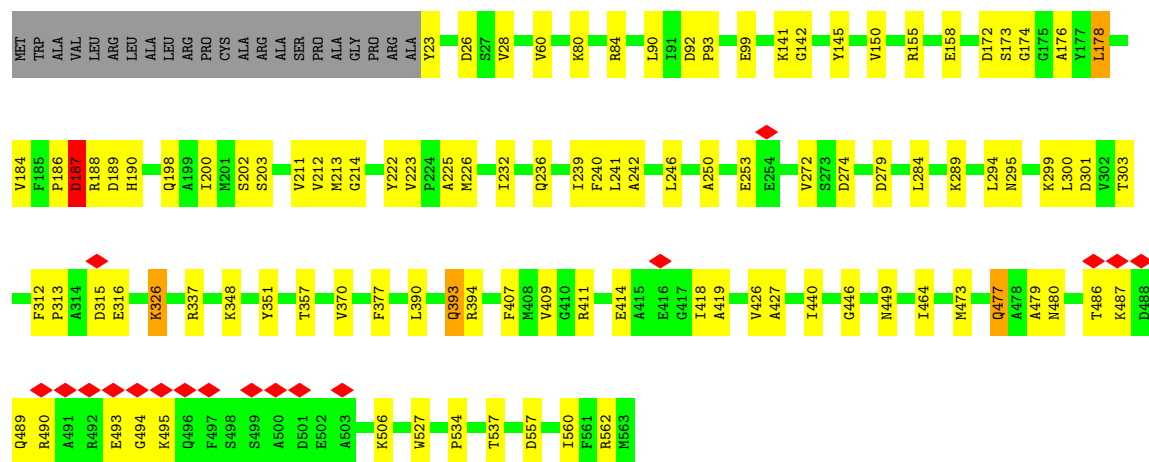 MET TRP ALA VAL LEU ARG LEU ALA LEU ARG PRO CYS ALA ARG ALA SER PRO ALA GLY PRO ARG ALA Y23 D26 S27 V28 V60 K80 R84 L90 I91 D92 P93 E99 K141 G142 Y145 V150 R155 E158 D172 S173 G174 G175 A176 Y177 L178
V184 F185 P186 D187 R188 D189 H190 Q198 A199 I200 M201 S202 S203 V211 V212 M213 G214 Y222 V223 P224 A225 M226 I232 Q236 I239 F240 L241 A242 L246 A250 E253 E254 V272 S273 D274 D279 L284 K289 L294 N295 K299 L300 D301 V302 T303
F312 P313 A314 D315 E316 K326 R337 K348 Y351 T357 V370 F377 L390 Q393 R394 F407 M408 V409 G410 R411 E414 A415 E416 G417 I418 A419 V426 A427 I440 G446 N449 I464 M473 Q477 A478 A479 N480 T486 K487 D488
Q489 R490 A491 R492 E493 G494 K495 Q496 F497 S498 S499 A500 D501 E502 A503 K506 W527 P534 T537 D557 I560 F561 R562 M563